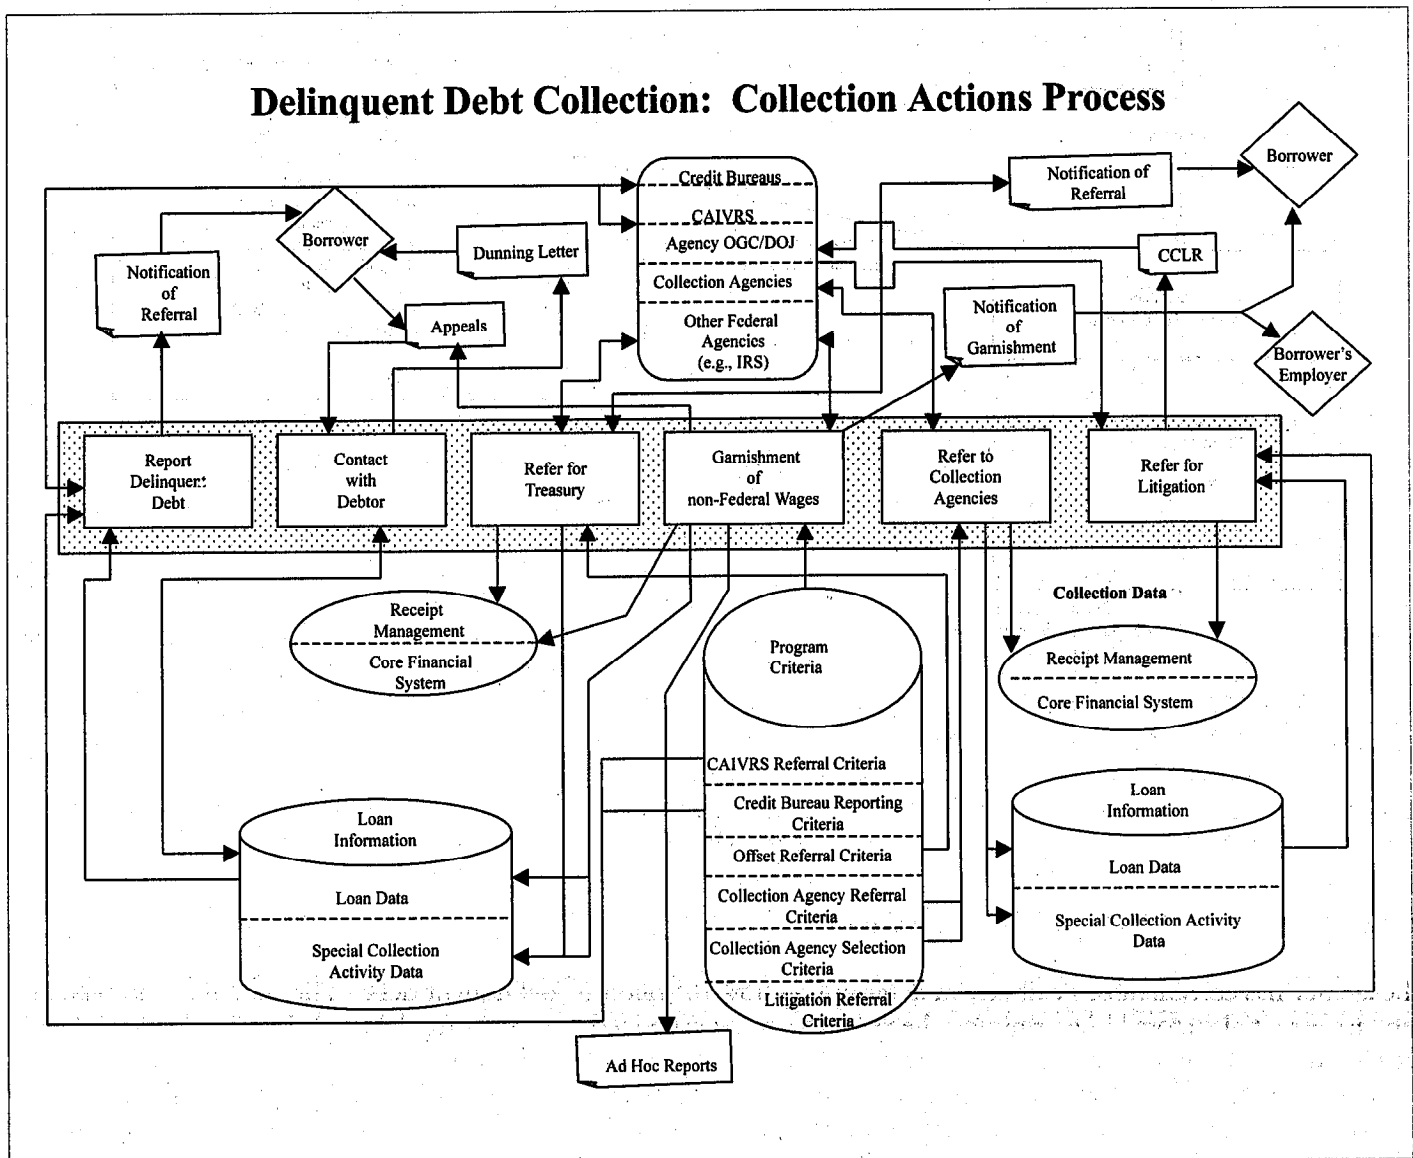 Delinquent Debt Collection: Collection Actions Process
Credit Bureaus
CAIVRS
Agency OGC/DOJ
Collection Agencies
Other Federal
Agencies
(e.g., IRS)
Notification of
Referral
Borrower
Borrower
Dunning Letter
Notification
of
Referral
Appeals
CCLR
Notification
of
Garnishment
Borrower's
Employer
Report
Delinquent
Debt
Contact
with
Debtor
Refer for
Treasury
Garnishment
of
non-Federal Wages
Refer to
Collection
Agencies
Refer for
Litigation
Receipt
Management
Core Financial
System
Program
Criteria
Collection Data
Receipt Management
Core Financial System
CAIVRS Referral Criteria
Credit Bureau Reporting
Criteria
Offset Referral Criteria
Collection Agency Referral
Criteria
Collection Agency Selection
Criteria
Litigation Referral
Criteria
Loan
Information
Loan Data
Special Collection
Activity Data
Loan
Information
Loan Data
Special Collection Activity
Data
Ad Hoc Reports